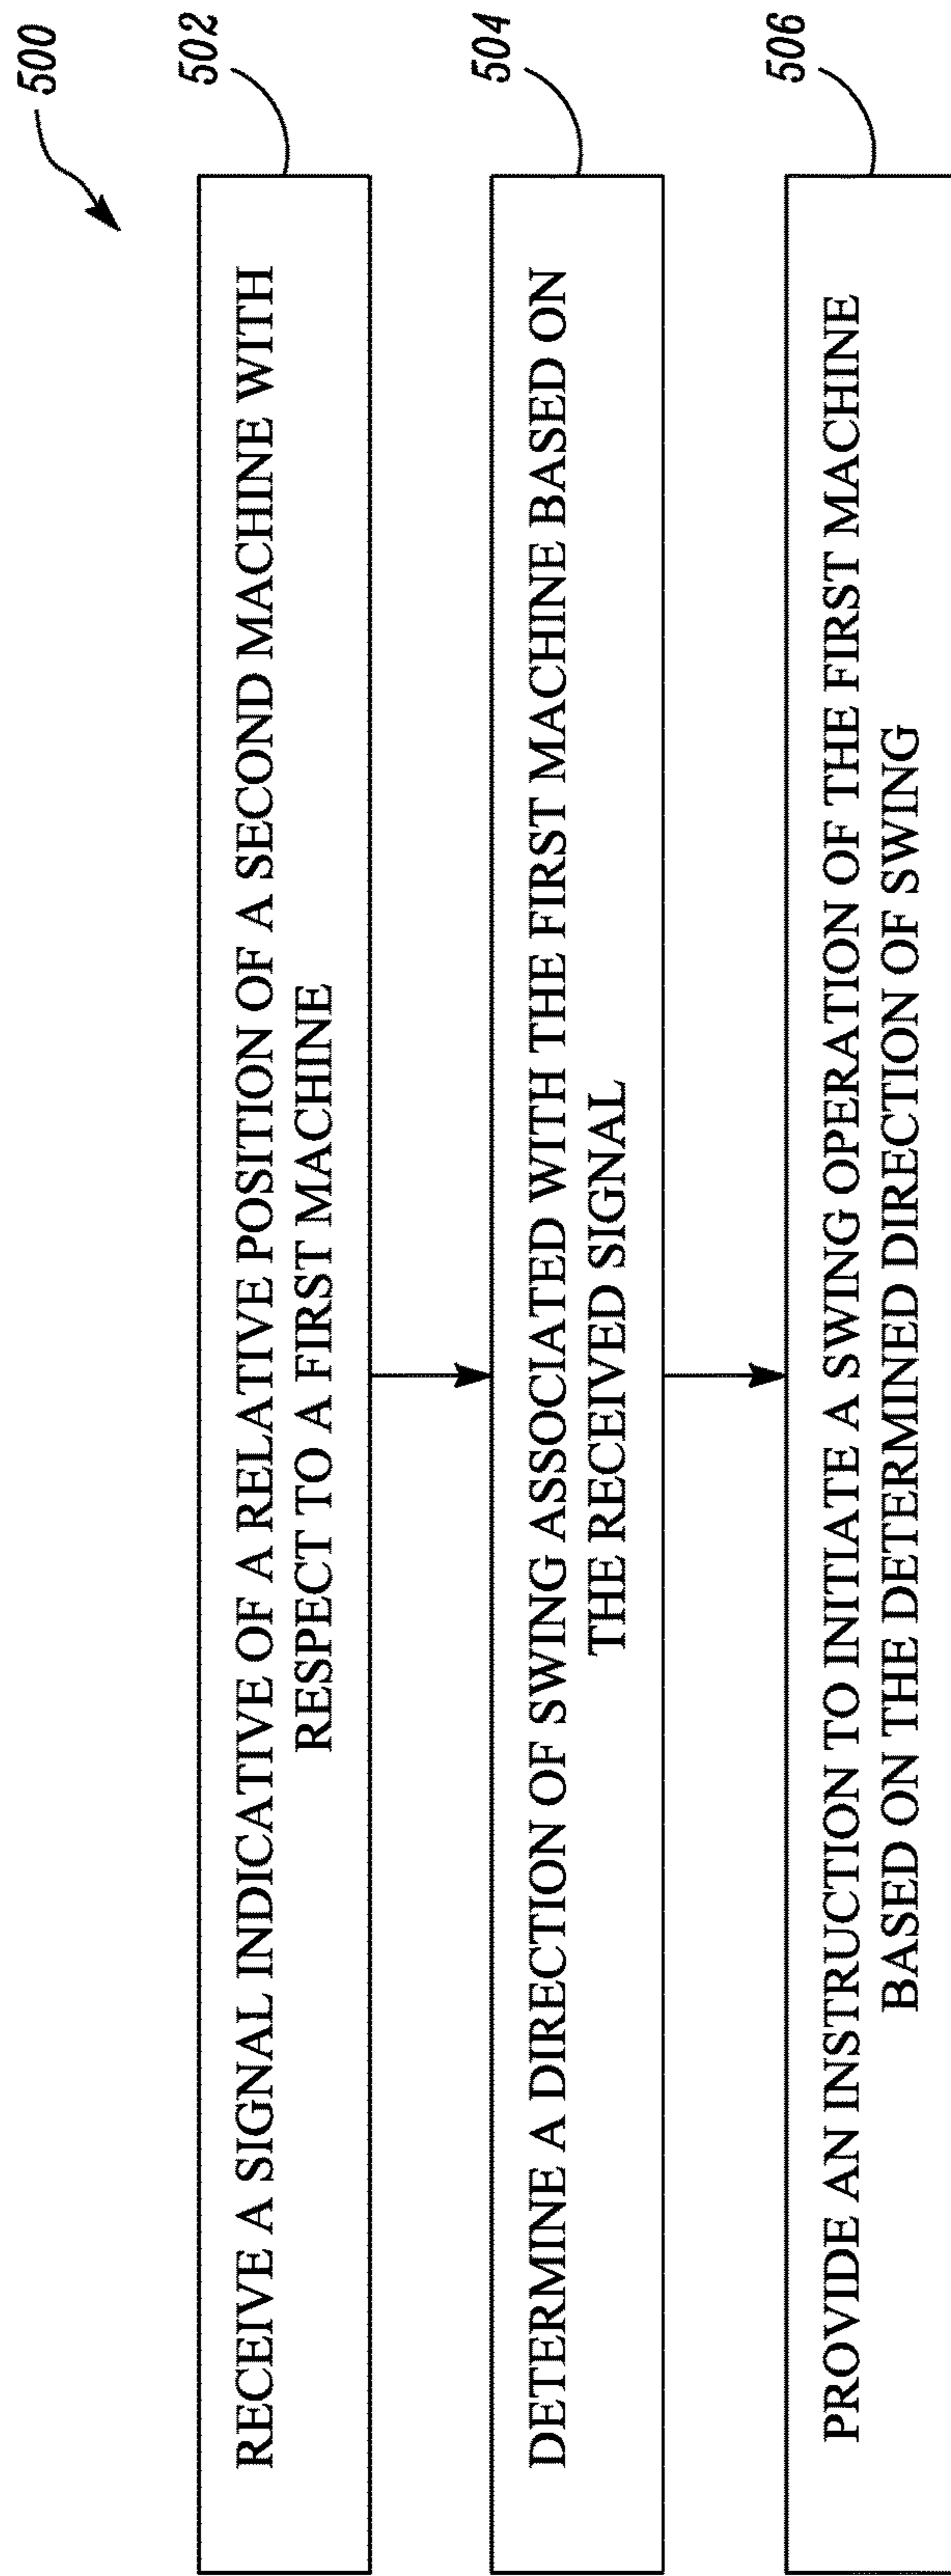 500
502
RECEIVE A SIGNAL INDICATIVE OF A RELATIVE POSITION OF A SECOND MACHINE WITH
RESPECT TO A FIRST MACHINE
504
DETERMINE A DIRECTION OF SWING ASSOCIATED WITH THE FIRST MACHINE BASED ON
THE RECEIVED SIGNAL
506
PROVIDE AN INSTRUCTION TO INITIATE A SWING OPERATION OF THE FIRST MACHINE
BASED ON THE DETERMINED DIRECTION OF SWING